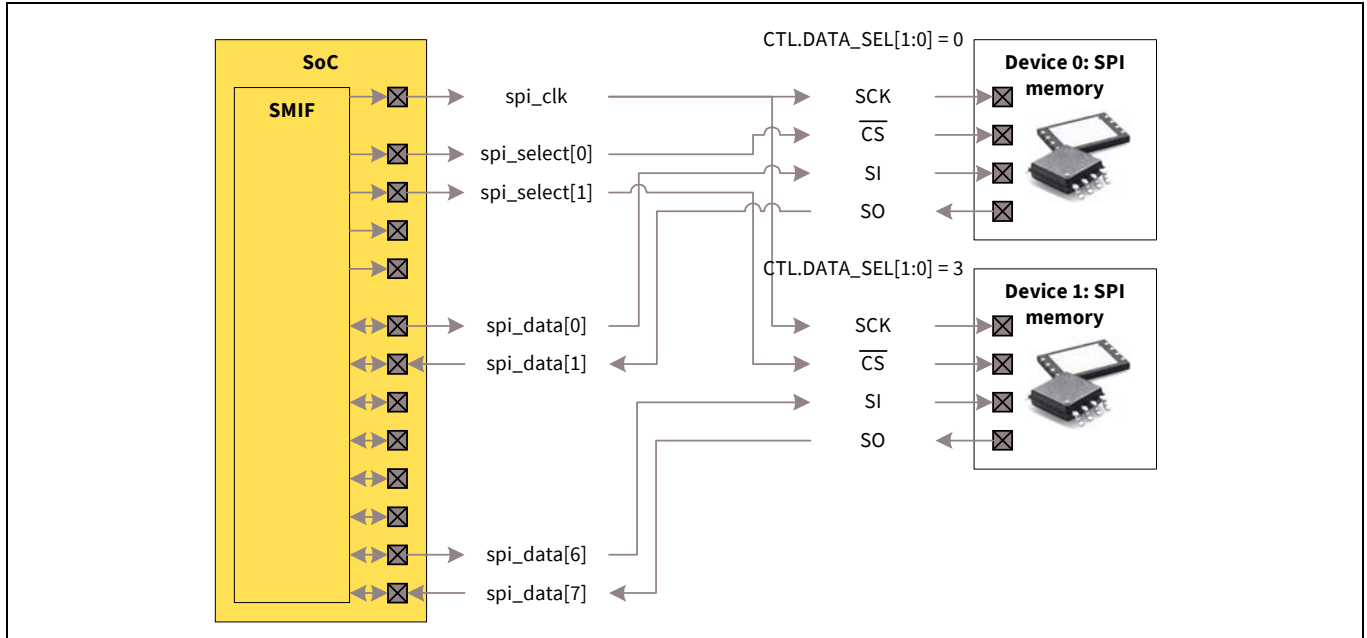 SoC
SMIF
spi_clk
spi_select[0]
spi_select[1]
spi_data[0]
spi_data[1]
spi_data[6]
spi_data[7]
CTL.DATA_SEL[1:0] = 0
SCK
CS
SI
SO
Device 0: SPI
memory
CTL.DATA_SEL[1:0] = 3
SCK
CS
SI
SO
Device 1: SPI
memory